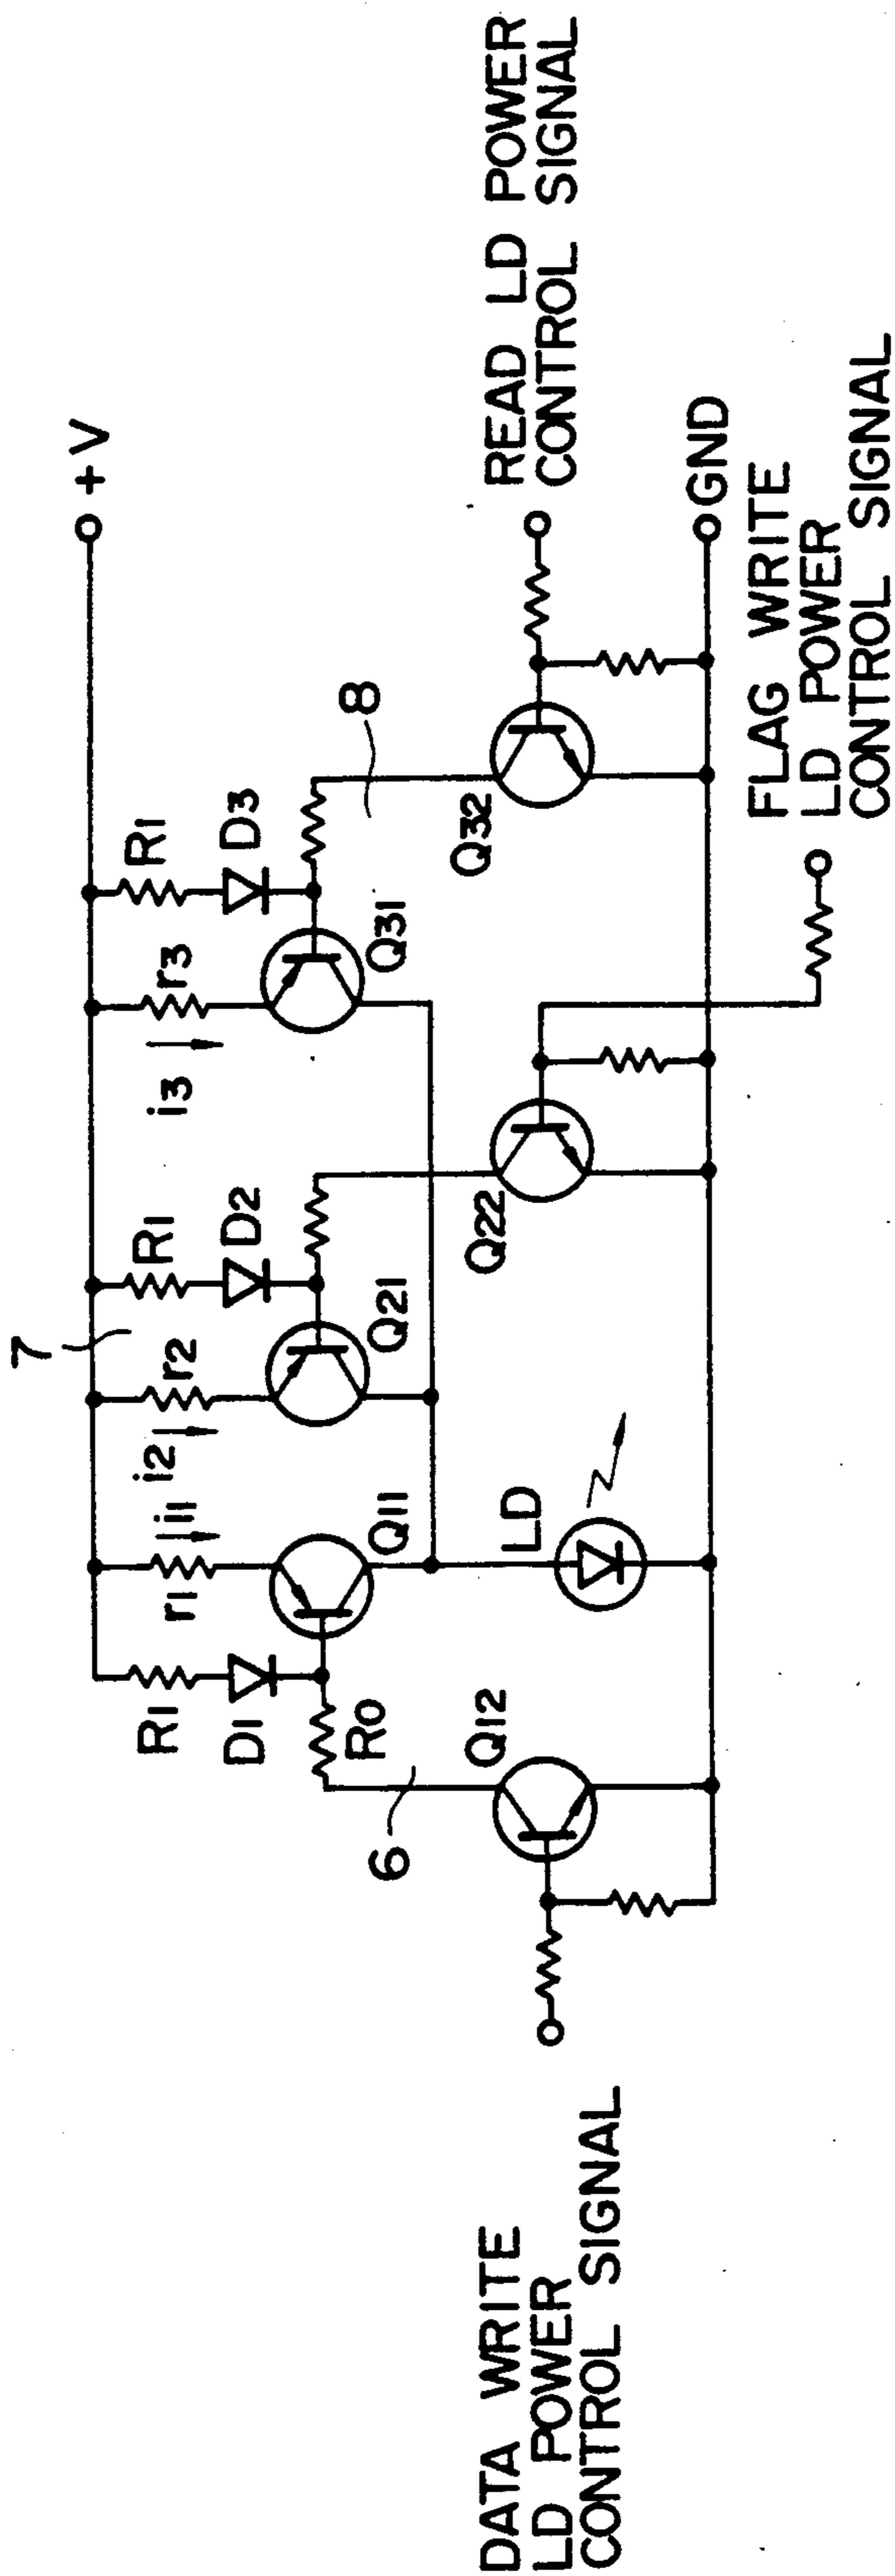 +V
7
8
R1
r1
i1
i2
r2
R1
i3
r3
R1
D1
D2
D3
Q11
Q21
Q31
R0
6
Q12
LD
Q22
Q32
DATA WRITE
LD POWER
CONTROL SIGNAL
READ LD POWER
CONTROL SIGNAL
GND
FLAG WRITE
LD POWER
CONTROL SIGNAL